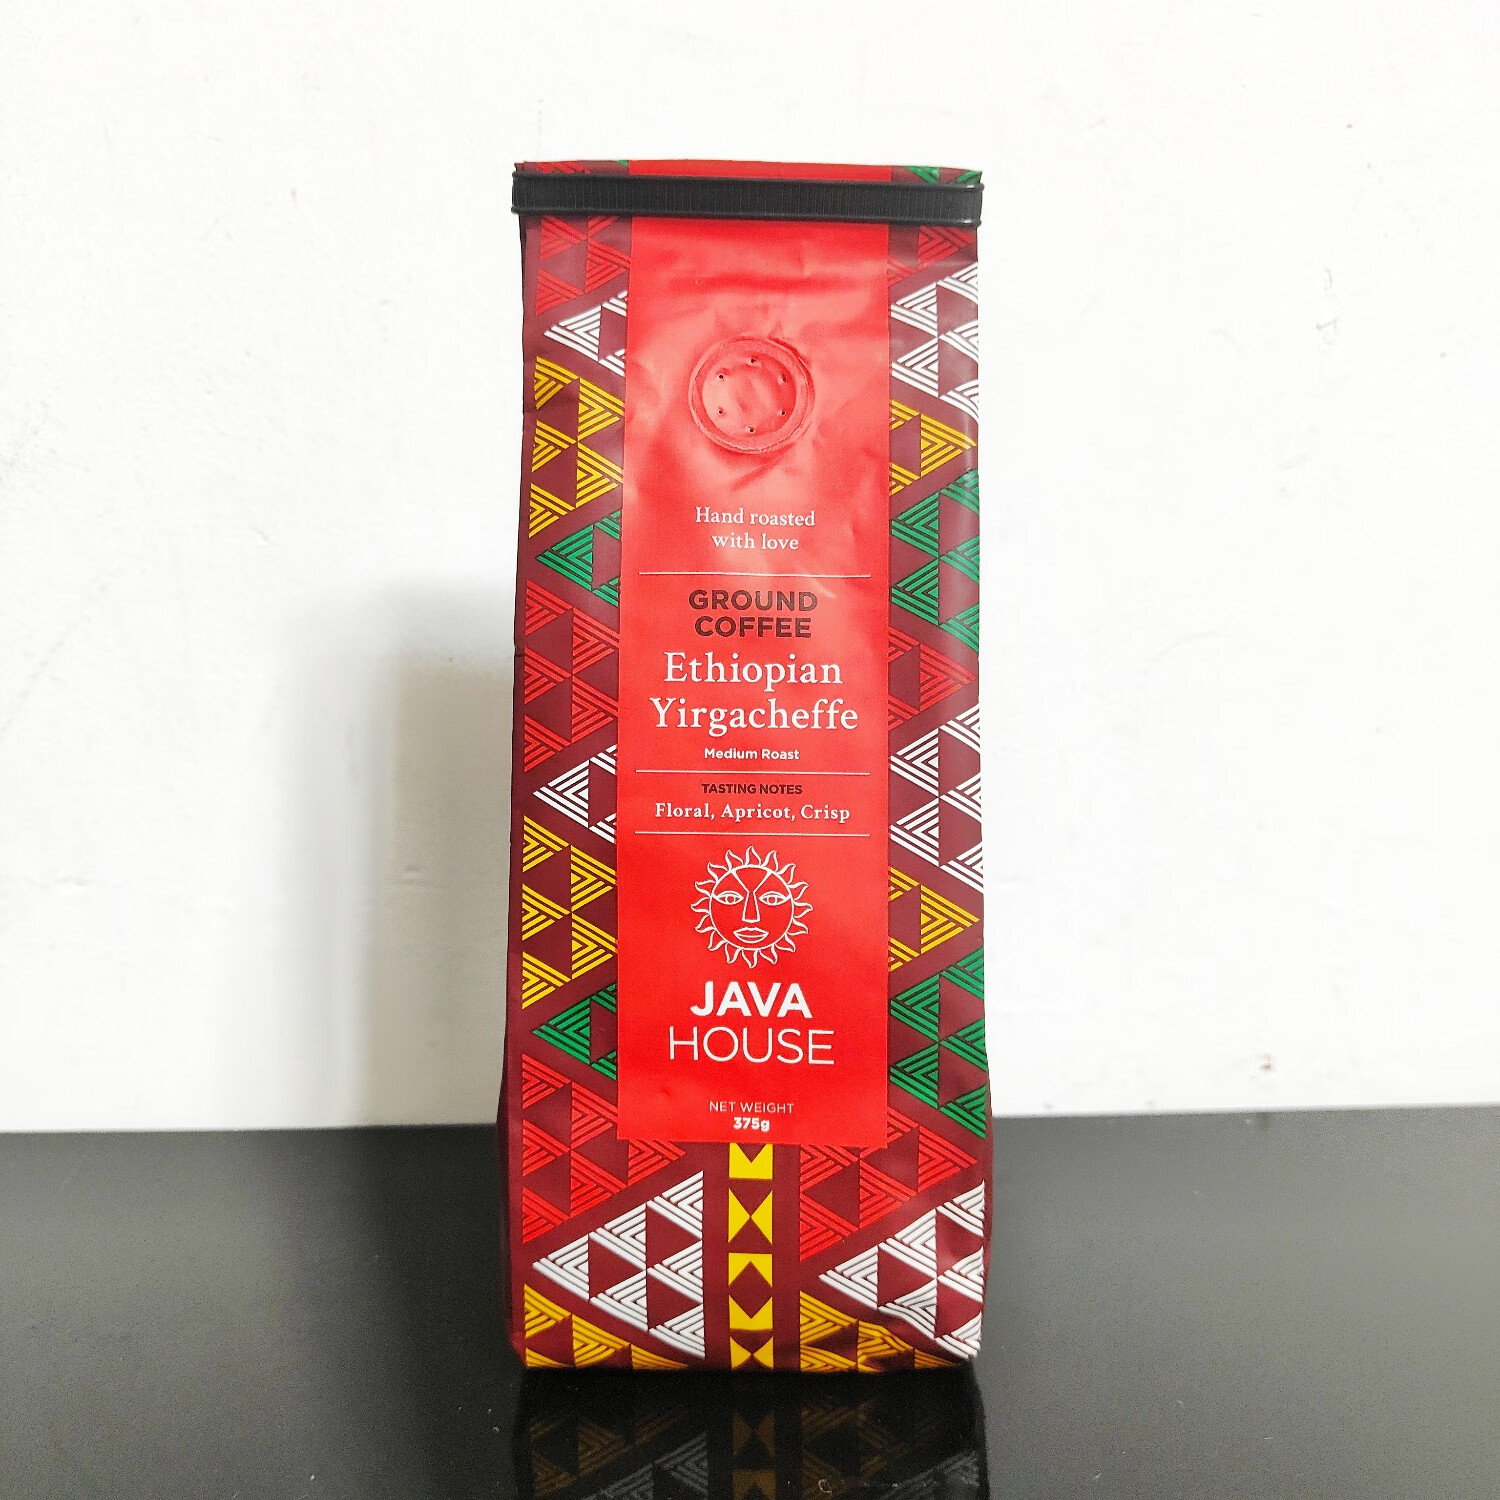 Hand roasted
with love
GROUND
COFFEE
Ethiopian
Yirgacheffe
Medium Roast
TASTING NOTES
Floral, Apricot, Crisp
JAVA
HOUSE
NET WEIGHT
375g